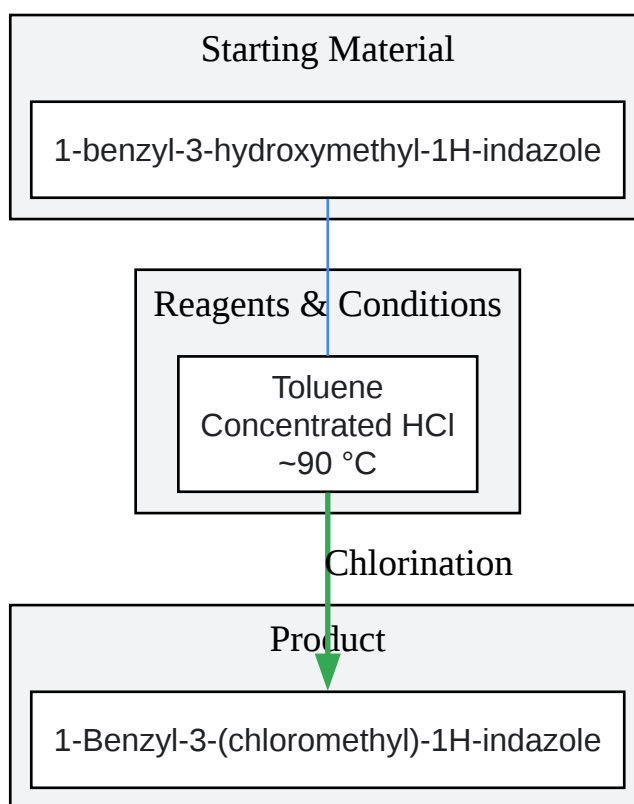 Starting Material
1-benzyl-3-hydroxymethyl-1H-indazole
Reagents & Conditions
Toluene
Concentrated HCl
~90 °C
Chlorination
Product
1-Benzyl-3-(chloromethyl)-1H-indazole